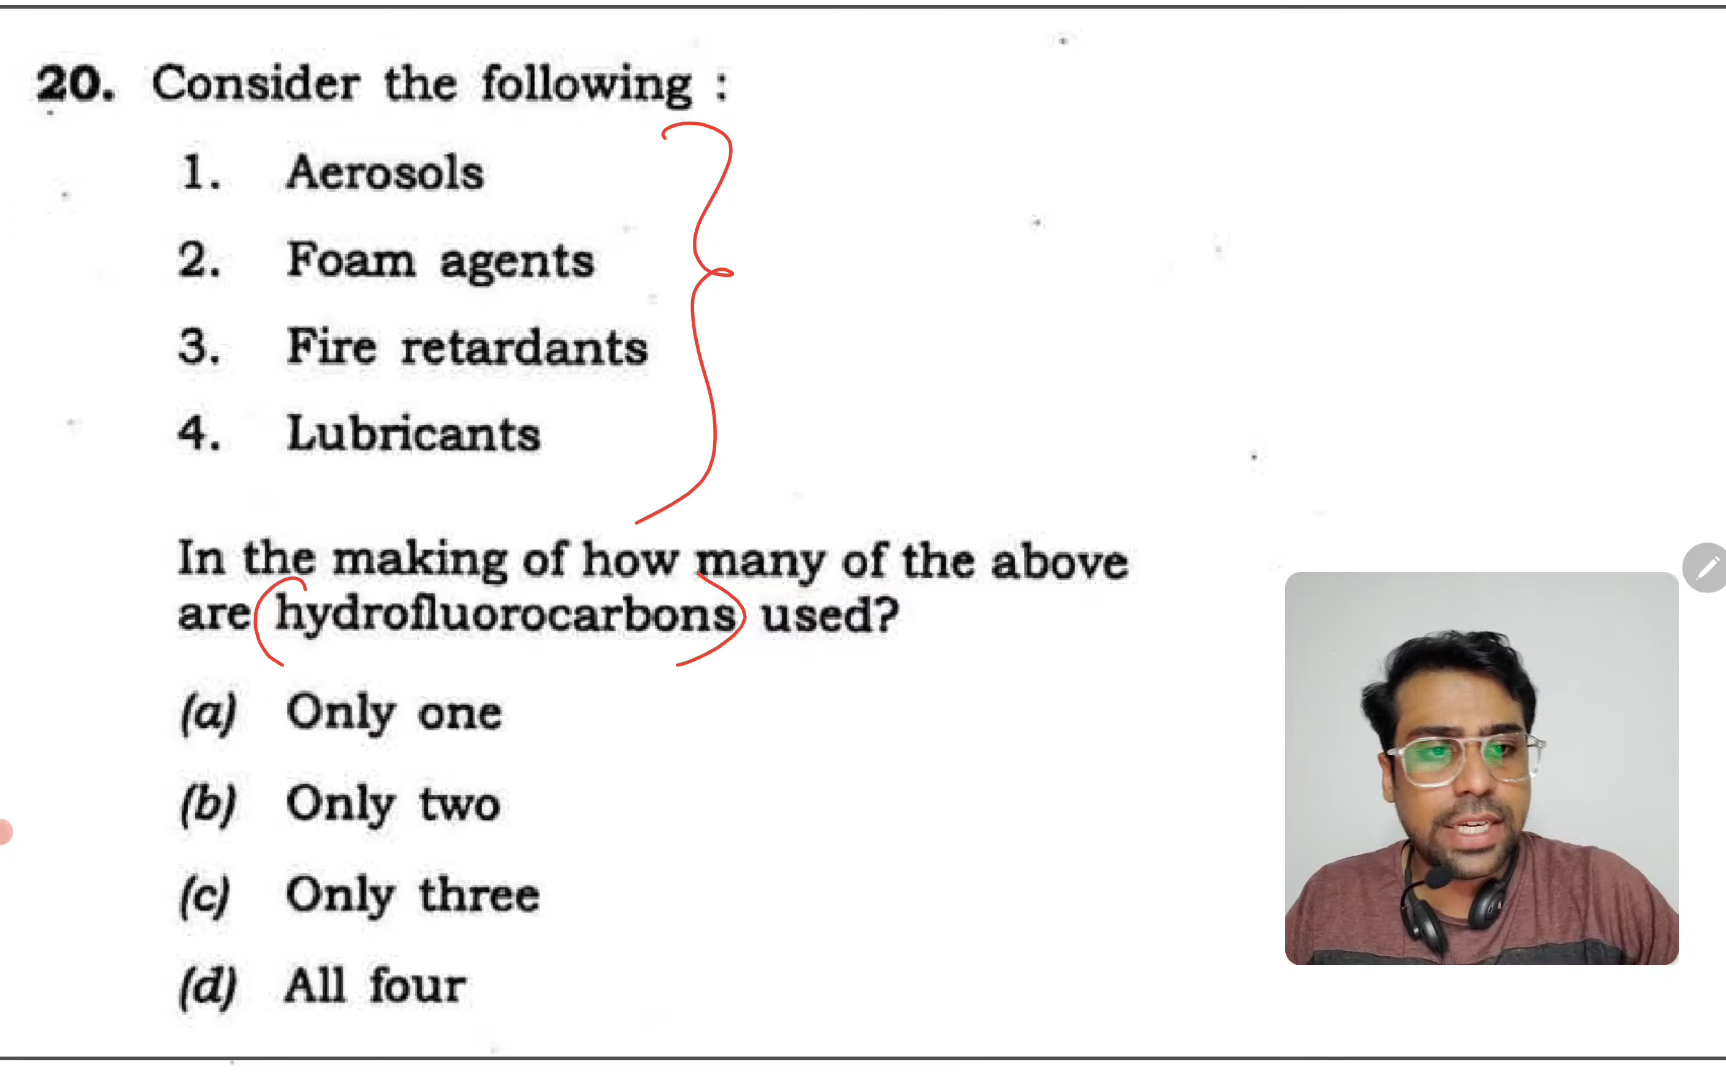 20. Consider the following :
1. Aerosols
2. Foam agents
3. Fire retardants
4. Lubricants
In the making of how many of the above
are hydrofluorocarbons used?
(a) Only one
(b) Only two
(c) Only three
(d) All four